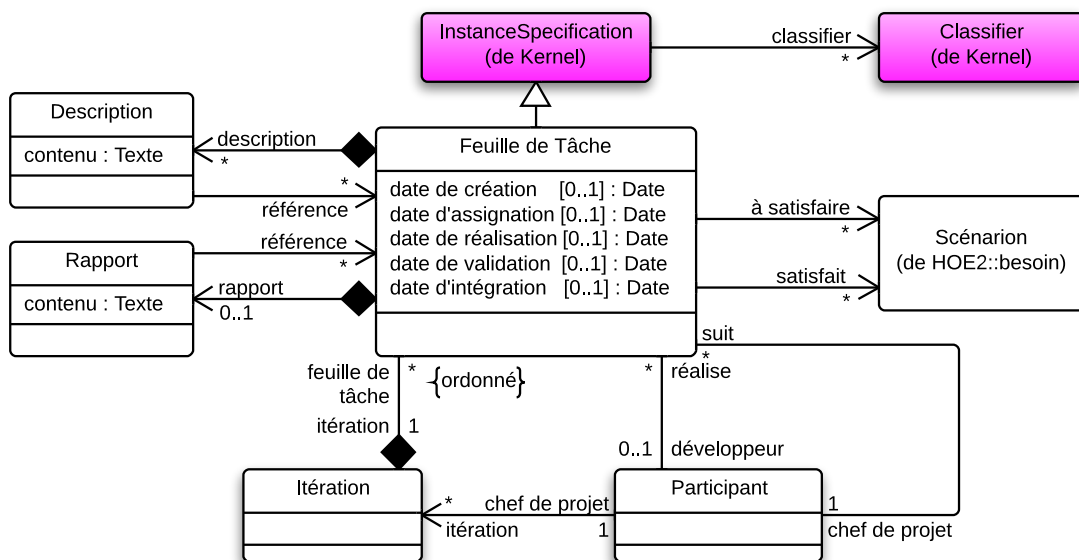 InstanceSpecification
(de Kernel)
classifier
*
Classifier
(de Kernel)
Description
contenu : Texte
description
*
*
référence
Feuille de Tâche
date de création [0..1] : Date
date d'assignation [0..1] : Date
date de réalisation [0..1] : Date
date de validation [0..1] : Date
date d'intégration [0..1] : Date
à satisfaire
*
satisfait
*
Scénarion
(de HOE2::besoin)
Rapport
contenu : Texte
référence
*
rapport
0..1
feuille de
tâche
*
{ordonné}
itération
1
*
réalise
suit
*
0..1
développeur
Itération
*
itération
chef de projet
1
Participant
1
chef de projet